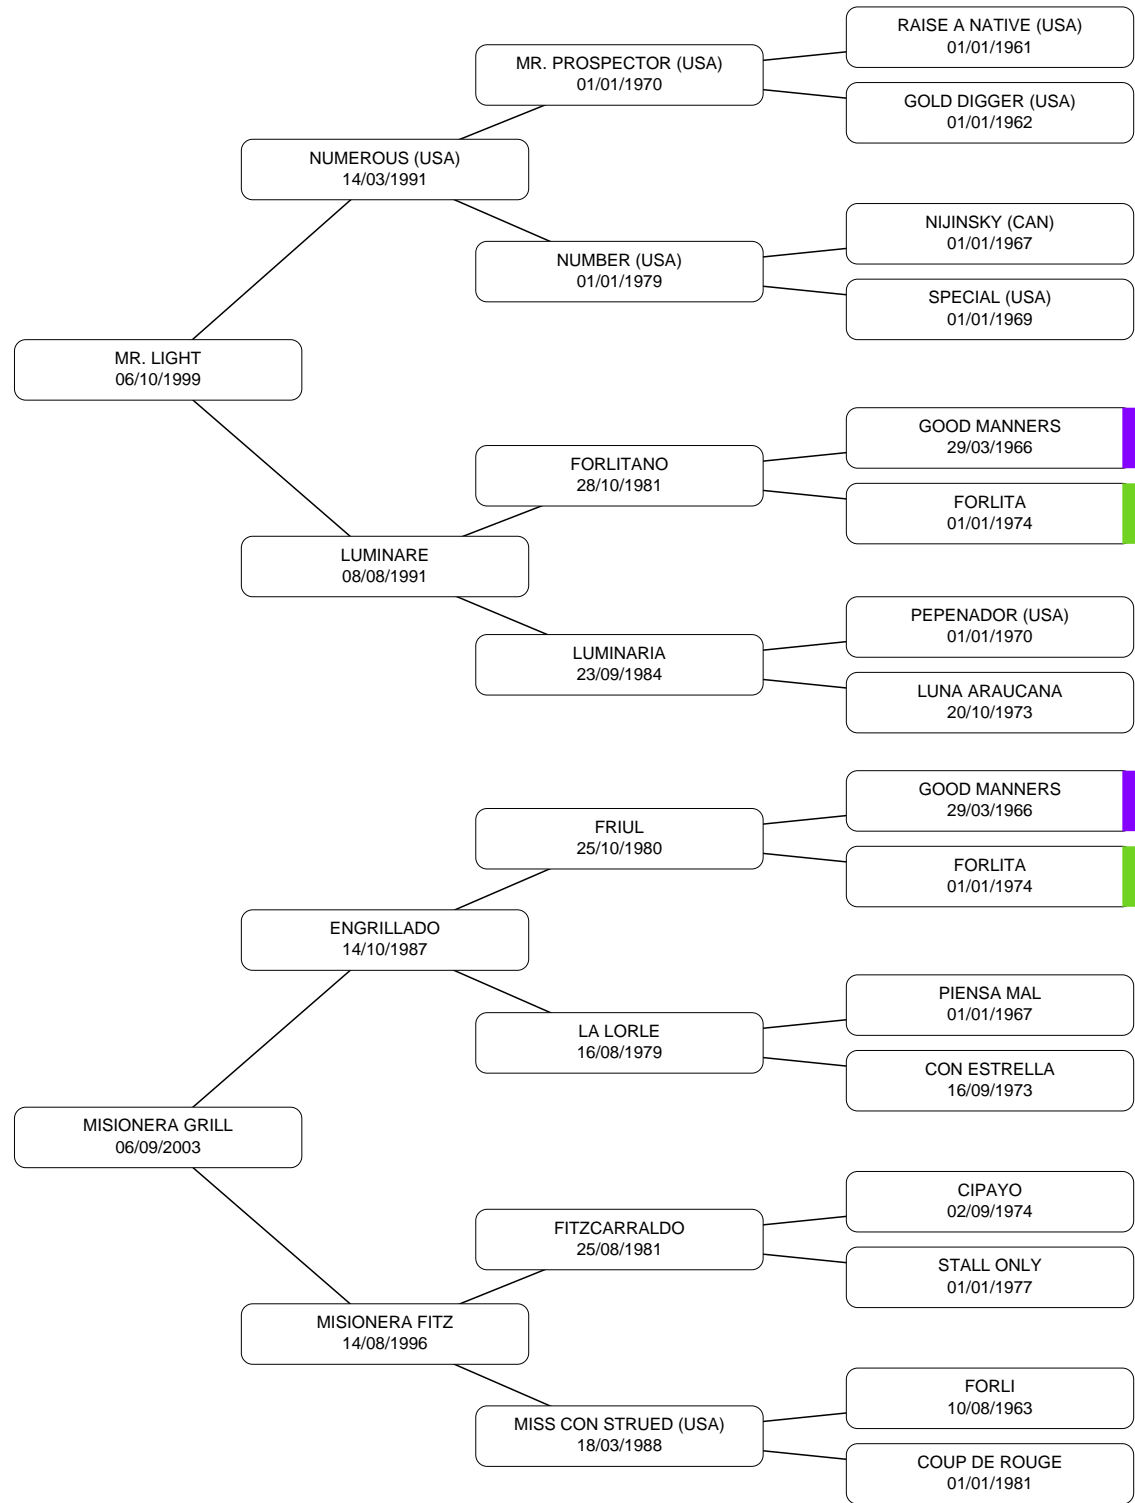 RAISE A NATIVE (USA)
01/01/1961
MR. PROSPECTOR (USA)
01/01/1970
GOLD DIGGER (USA)
01/01/1962
NUMEROUS (USA)
14/03/1991
NIJINSKY (CAN)
01/01/1967
NUMBER (USA)
01/01/1979
SPECIAL (USA)
01/01/1969
MR. LIGHT
06/10/1999
GOOD MANNERS
29/03/1966
FORLITANO
28/10/1981
FORLITA
01/01/1974
LUMINARE
08/08/1991
PEPENADOR (USA)
01/01/1970
LUMINARIA
23/09/1984
LUNA ARAUCANA
20/10/1973
GOOD MANNERS
29/03/1966
FRIUL
25/10/1980
FORLITA
01/01/1974
ENGRILLADO
14/10/1987
PIENSA MAL
01/01/1967
LA LORLE
16/08/1979
CON ESTRELLA
16/09/1973
MISIONERA GRILL
06/09/2003
CIPAYO
02/09/1974
FITZCARRALDO
25/08/1981
STALL ONLY
01/01/1977
MISIONERA FITZ
14/08/1996
FORLI
10/08/1963
MISS CON STRUED (USA)
18/03/1988
COUP DE ROUGE
01/01/1981